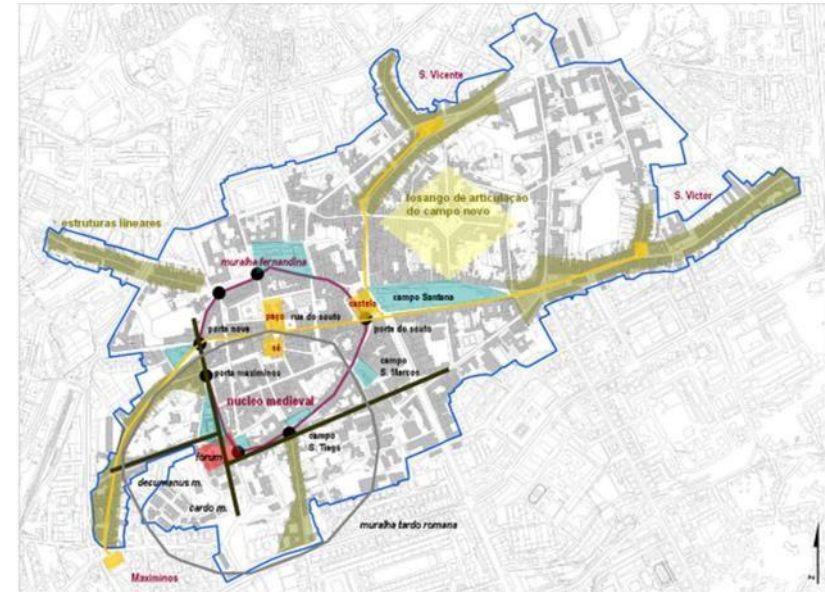 S. Vicente
S. Victor
losango de articulação
do campo novo
estruturas lineares
muralha fernandina
castelo
campo Santana
paço
rua do souto
porta nova
porta do souto
sé
campo
S. Marcos
porta maximinos
nucleo medieval
campo
S. Tiago
forum
decumanus m.
cardo m.
muralha tardo romana
Maximinos
N